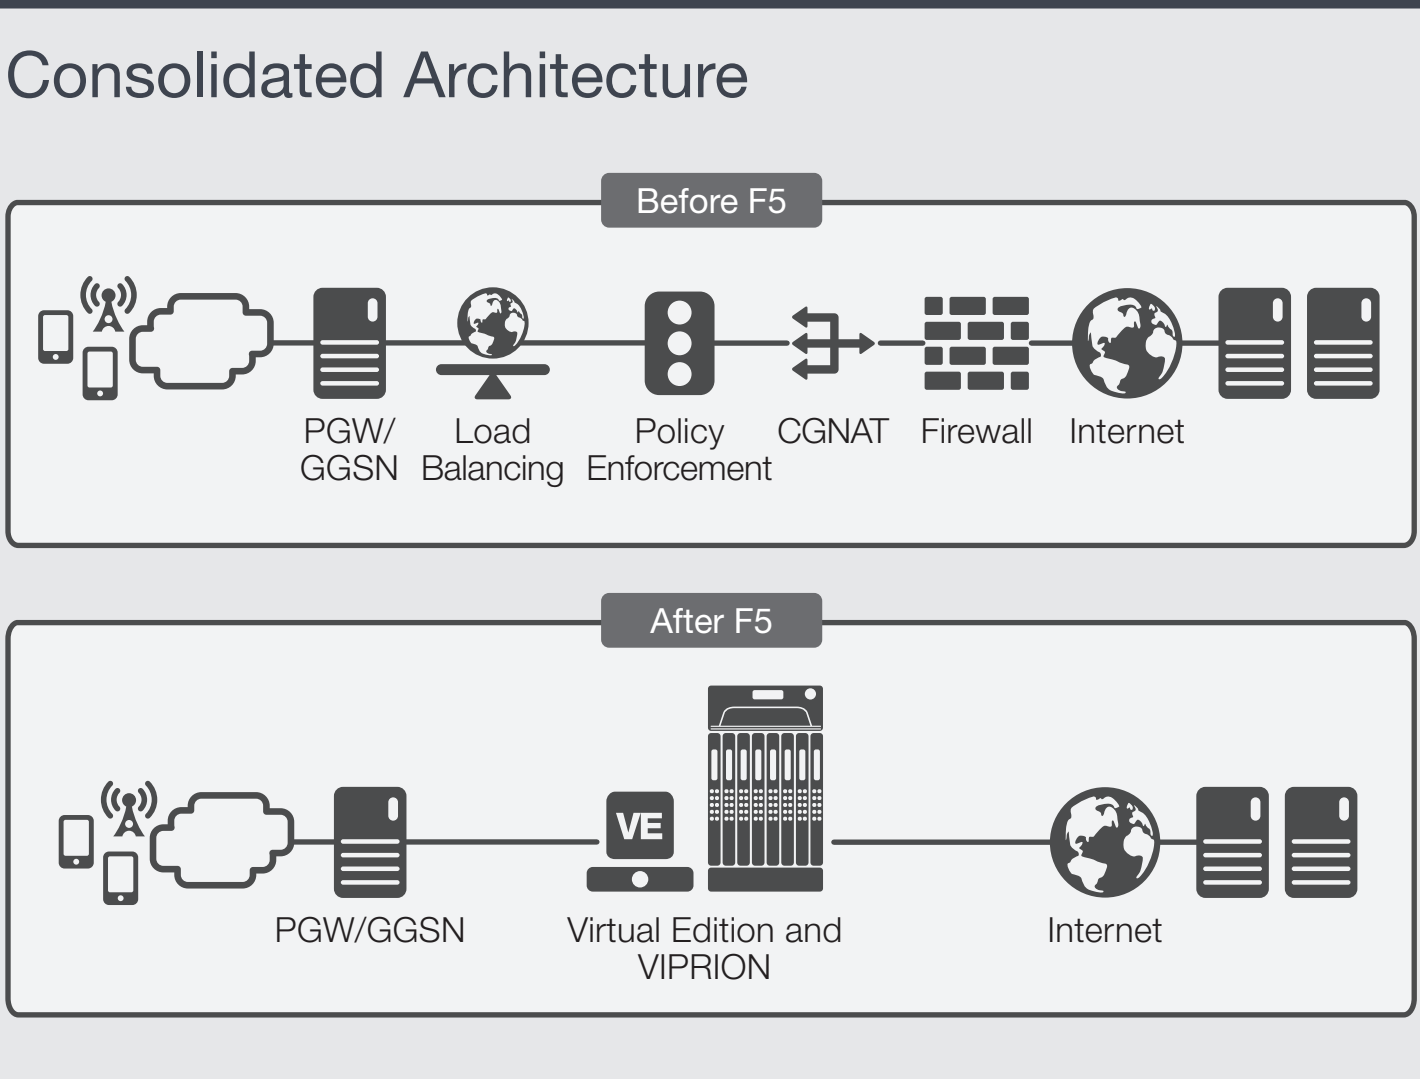 Consolidated Architecture
Before F5
PGW/
GGSN
Load
Balancing
Policy
Enforcement
CGNAT
Firewall
Internet
After F5
VE
PGW/GGSN
Virtual Edition and
VIPRION
Internet